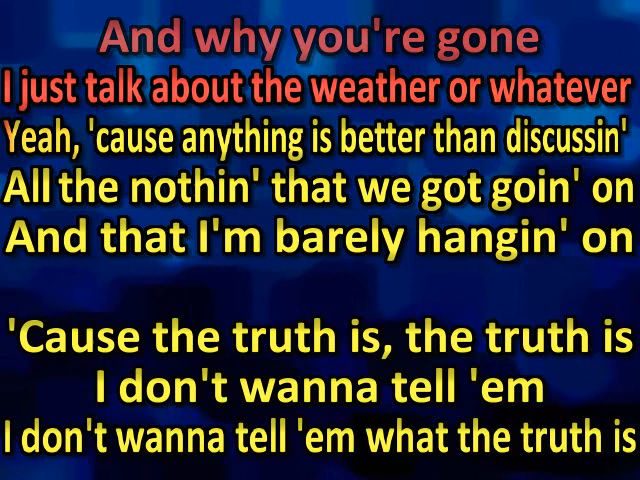 And why you're gone
I just talk about the weather or whatever
Yeah, 'cause anything is better than discussin'
All the nothin' that we got goin' on
And that I'm barely hangin' on
'Cause the truth is, the truth is
I don't wanna tell 'em
I don't wanna tell 'em what the truth is